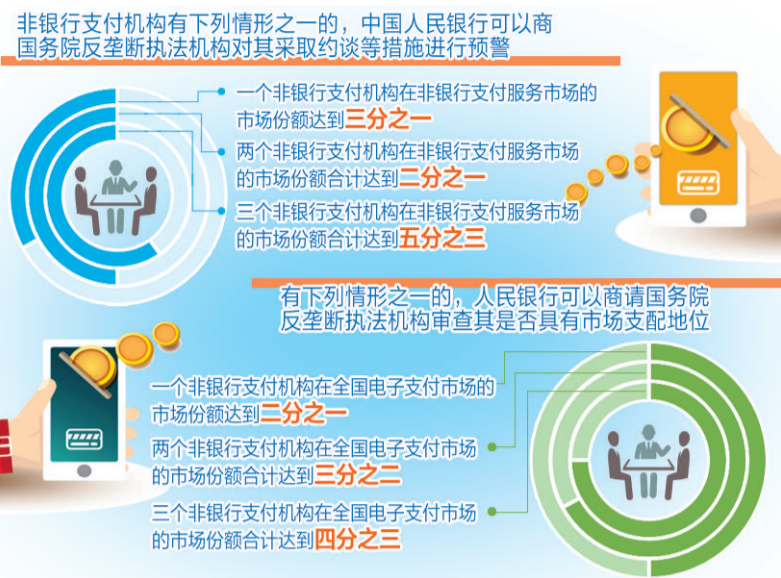 非银行支付机构有下列情形之一的，中国人民银行可以商
国务院反垄断执法机构对其采取约谈等措施进行预警
一个非银行支付机构在非银行支付服务市场的
市场份额达到三分之一
两个非银行支付机构在非银行支付服务市场
的市场份额合计达到二分之一
三个非银行支付机构在非银行支付服务市场
的市场份额合计达到五分之三
有下列情形之一的，人民银行可以商请国务院
反垄断执法机构审查其是否具有市场支配地位
一个非银行支付机构在全国电子支付市场的
市场份额达到二分之一
两个非银行支付机构在全国电子支付市场
的市场份额合计达到三分之二
三个非银行支付机构在全国电子支付市场
的市场份额合计达到四分之三